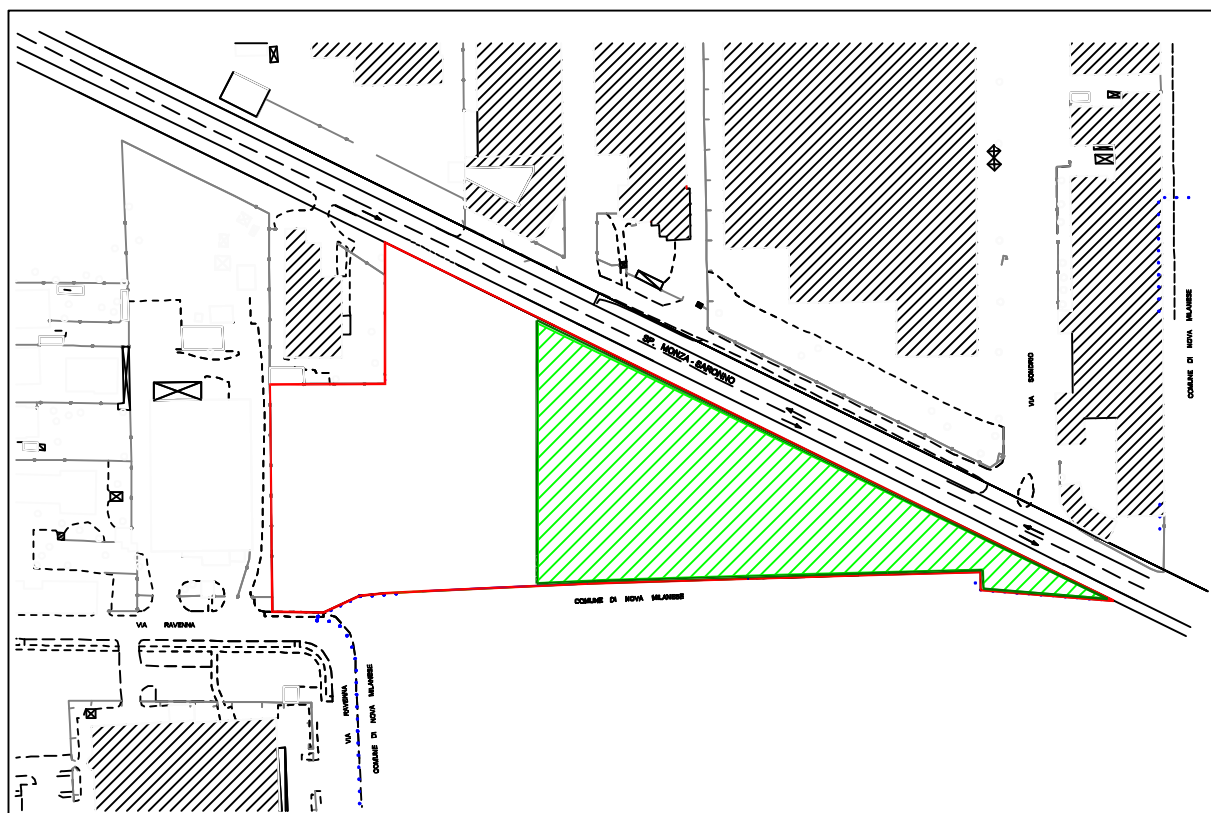 SP. MONZA - SARONNO
VIA SONDRIO
COMUNE DI NOVA MILANESE
COMUNE DI NOVA MILANESE
VIA RAVENNA
VIA RAVENNA
COMUNE DI NOVA MILANESE